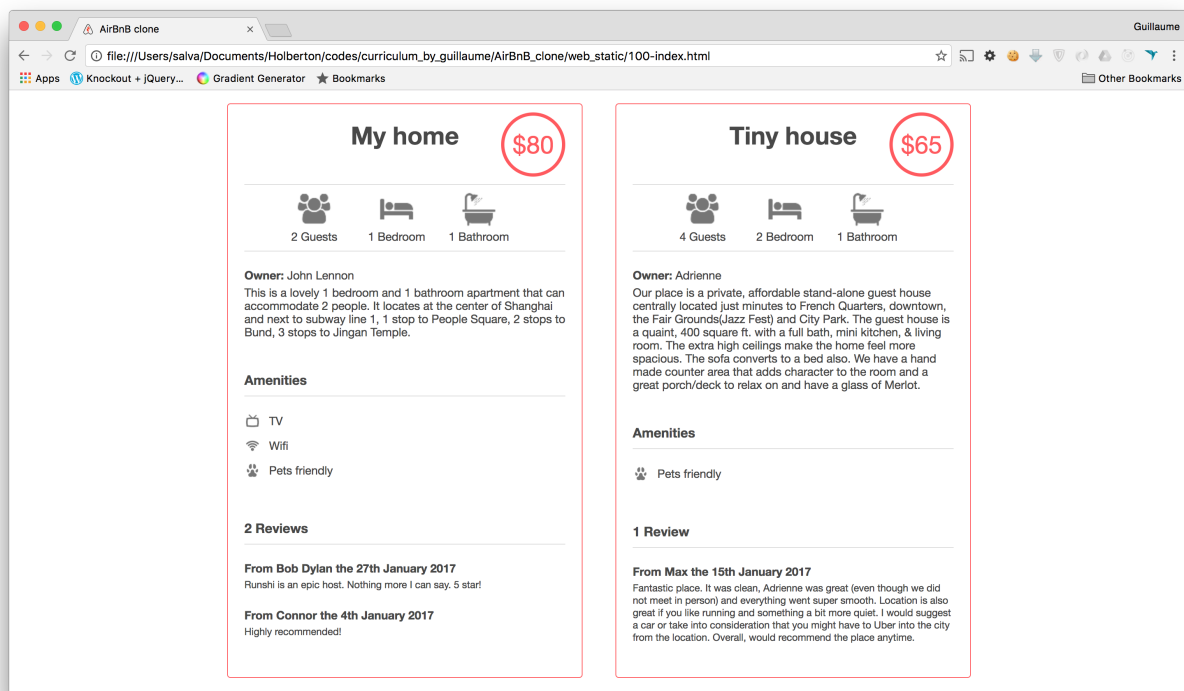 AirBnB clone
Guillaume
file:///Users/salva/Documents/Holberton/codes/curriculum_by_guillaume/AirBnB_clone/web_static/100-index.html
Apps
Knockout + jQuery...
Gradient Generator
Bookmarks
Other Bookmarks
My home
$80
2 Guests
1 Bedroom
1 Bathroom
Owner: John Lennon
This is a lovely 1 bedroom and 1 bathroom apartment that can
accommodate 2 people. It locates at the center of Shanghai
and next to subway line 1, 1 stop to People Square, 2 stops to
Bund, 3 stops to Jingan Temple.
Amenities
TV
Wifi
Pets friendly
2 Reviews
From Bob Dylan the 27th January 2017
Runshi is an epic host. Nothing more I can say. 5 star!
From Connor the 4th January 2017
Highly recommended!
Tiny house
$65
4 Guests
2 Bedroom
1 Bathroom
Owner: Adrienne
Our place is a private, affordable stand-alone guest house
centrally located just minutes to French Quarters, downtown,
the Fair Grounds(Jazz Fest) and City Park. The guest house is
a quaint, 400 square ft. with a full bath, mini kitchen, & living
room. The extra high ceilings make the home feel more
spacious. The sofa converts to a bed also. We have a hand
made counter area that adds character to the room and a
great porch/deck to relax on and have a glass of Merlot.
Amenities
Pets friendly
1 Review
From Max the 15th January 2017
Fantastic place. It was clean, Adrienne was great (even though we did
not meet in person) and everything went super smooth. Location is also
great if you like running and something a bit more quiet. I would suggest
a car or take into consideration that you might have to Uber into the city
from the location. Overall, would recommend the place anytime.